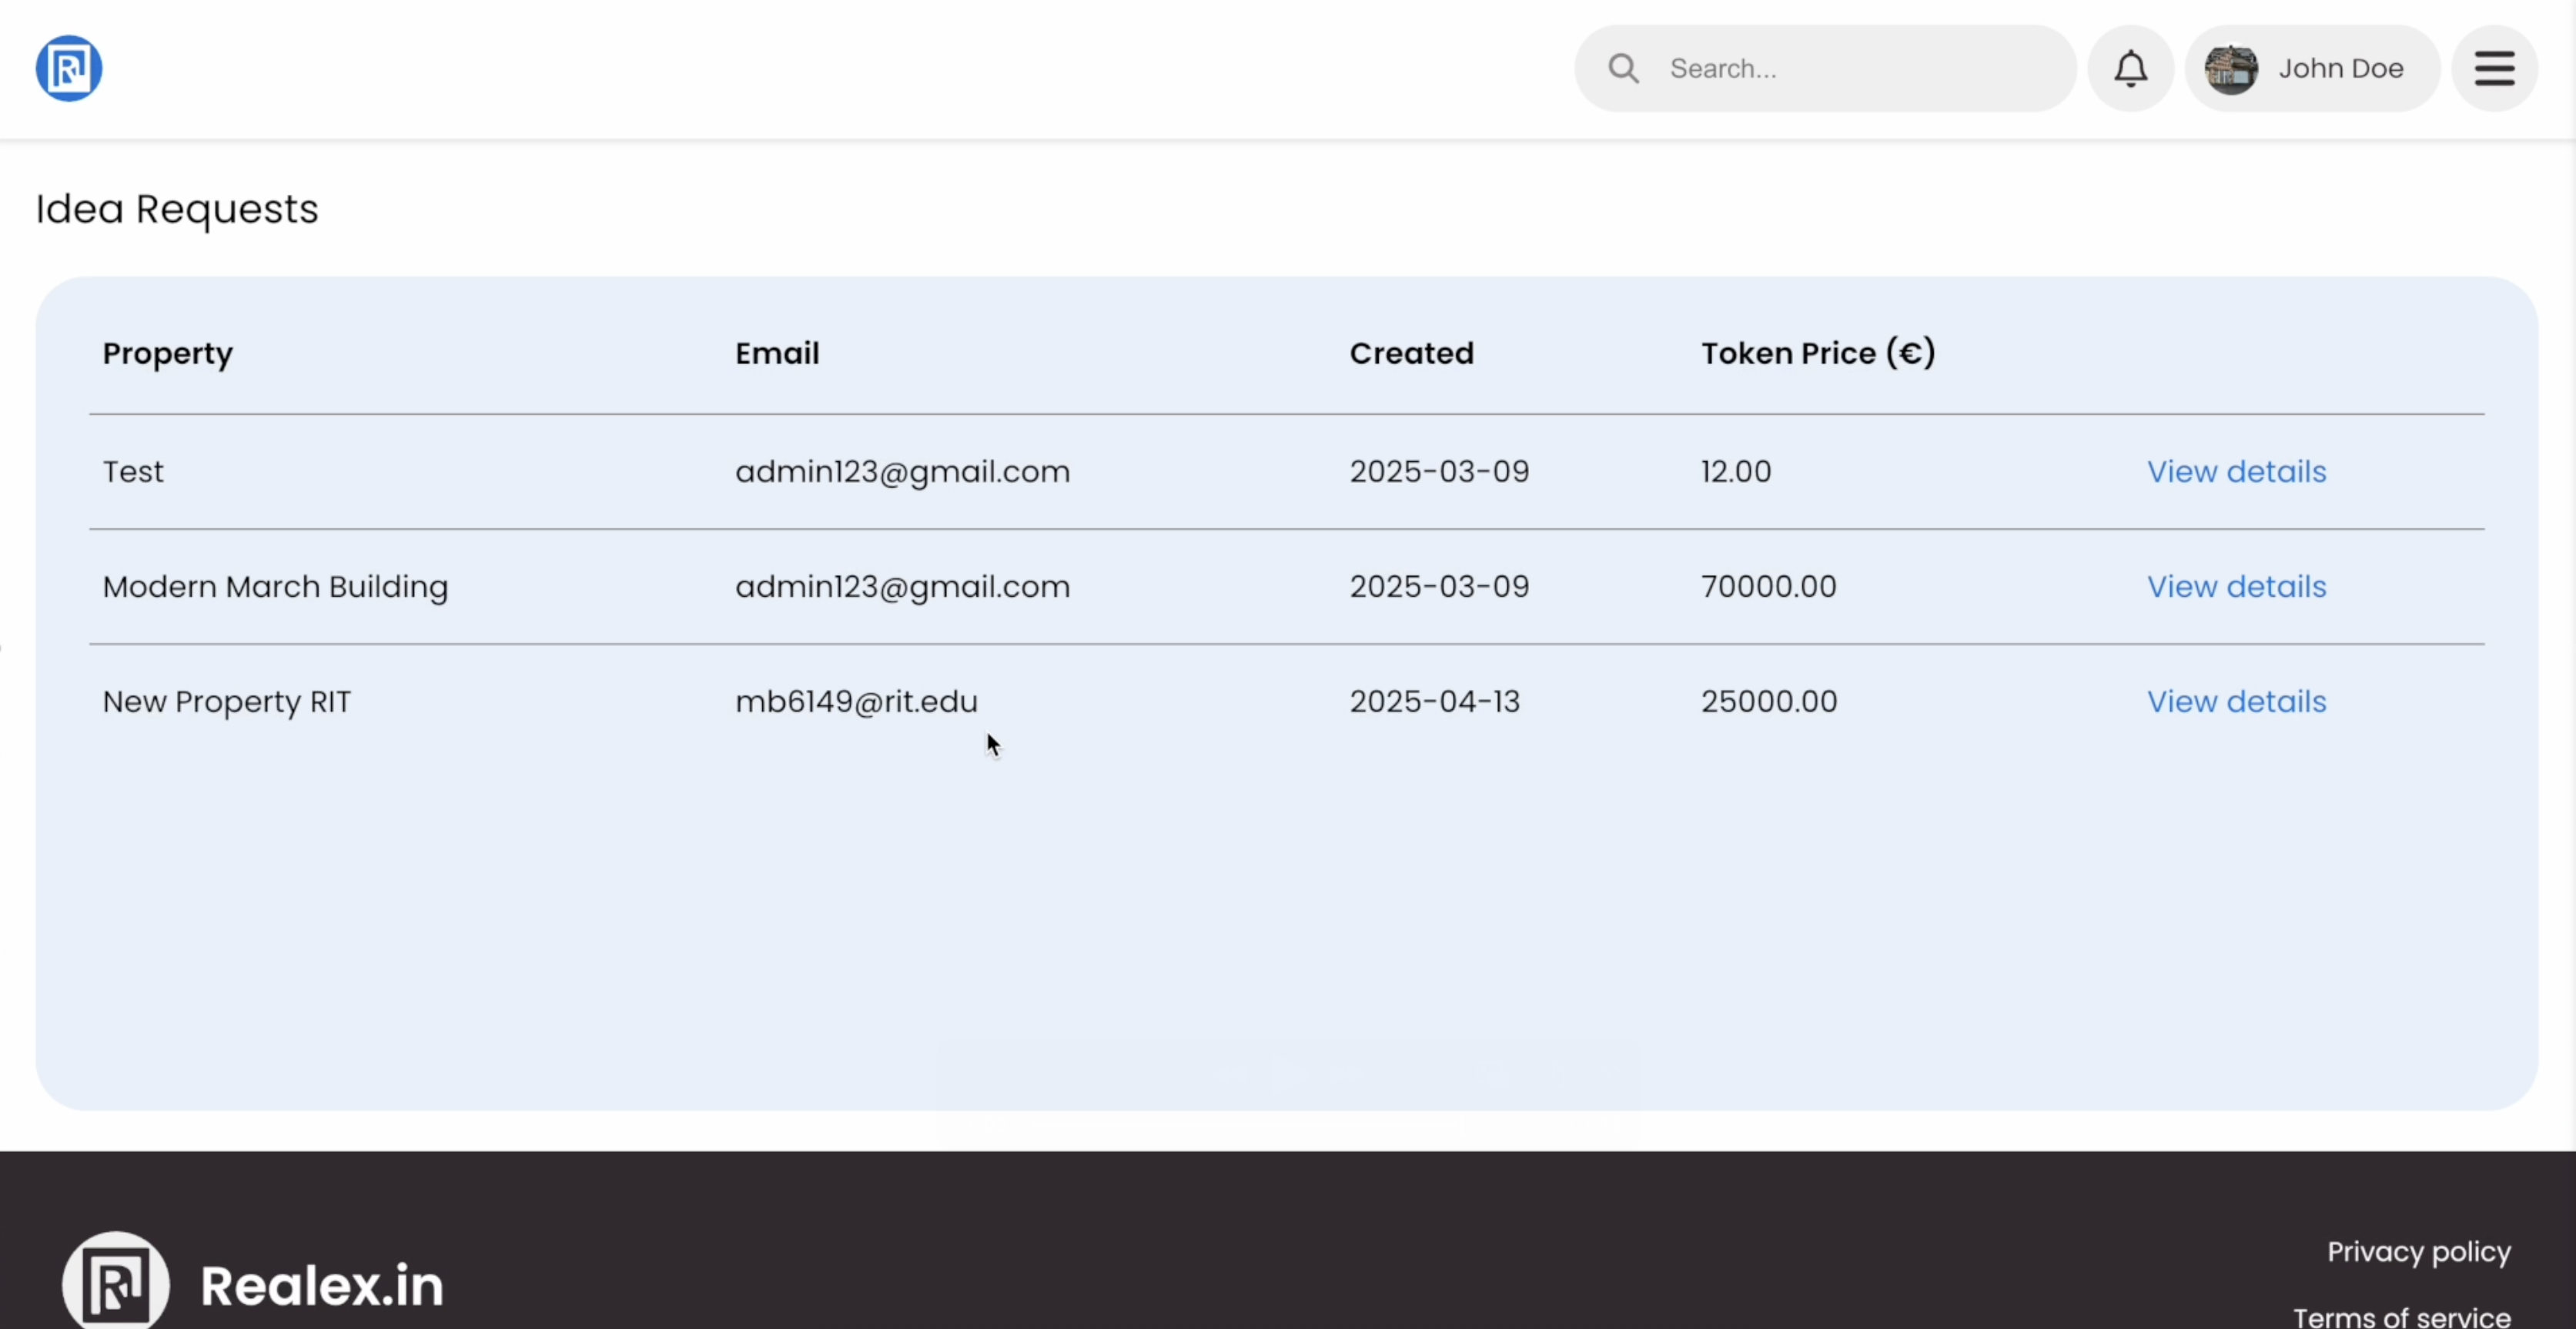 Search...
John Doe
Idea Requests
Property Email Created Token Price (€)
Test admin123@gmail.com 2025-03-09 12.00 View details
Modern March Building admin123@gmail.com 2025-03-09 70000.00 View details
New Property RIT mb6149@rit.edu 2025-04-13 25000.00 View details
Realex.in
Privacy policy
Terms of service